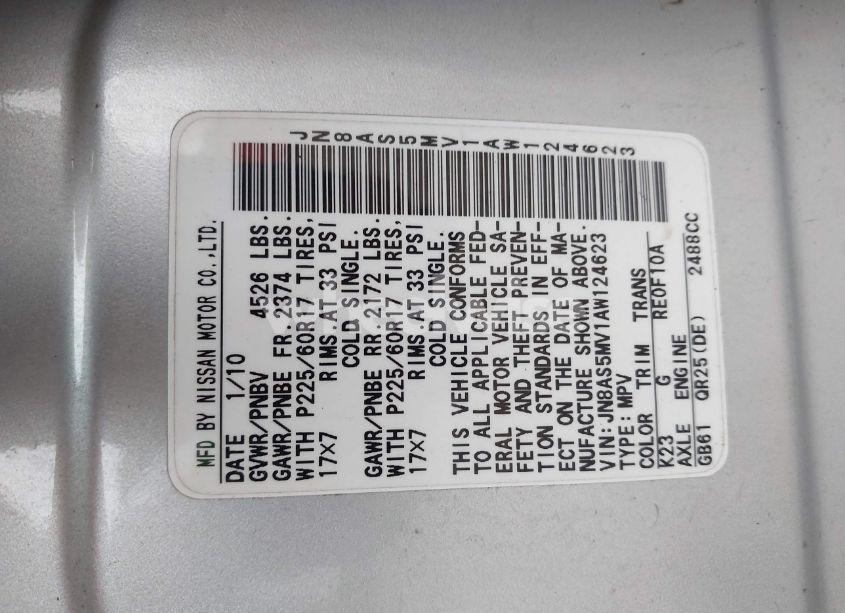 MFD BY NISSAN MOTOR CO.,LTD.
DATE 1/10
GVWR/PNBV 4526 LBS.
GAWR/PNBE FR.2374 LBS.
WITH P225/60R17 TIRES,
17X7 RIMS.AT 33 PSI
COLD SINGLE.
GAWR/PNBE RR.2172 LBS.
WITH P225/60R17 TIRES,
17X7 RIMS.AT 33 PSI
COLD SINGLE.
THIS VEHICLE CONFORMS
TO ALL APPLICABLE FED-
ERAL MOTOR VEHICLE SA-
FETY AND THEFT PREVEN-
TION STANDARDS IN EFF-
ECT ON THE DATE OF MA-
NUFACTURE SHOWN ABOVE.
VIN:JN8AS5MV1AW124623
TYPE:MPV
COLOR TRIM TRANS
K23 G RE0F10A
AXLE ENGINE
GB61 QR25(DE) 2488CC
JN8AS5MV1AW124623